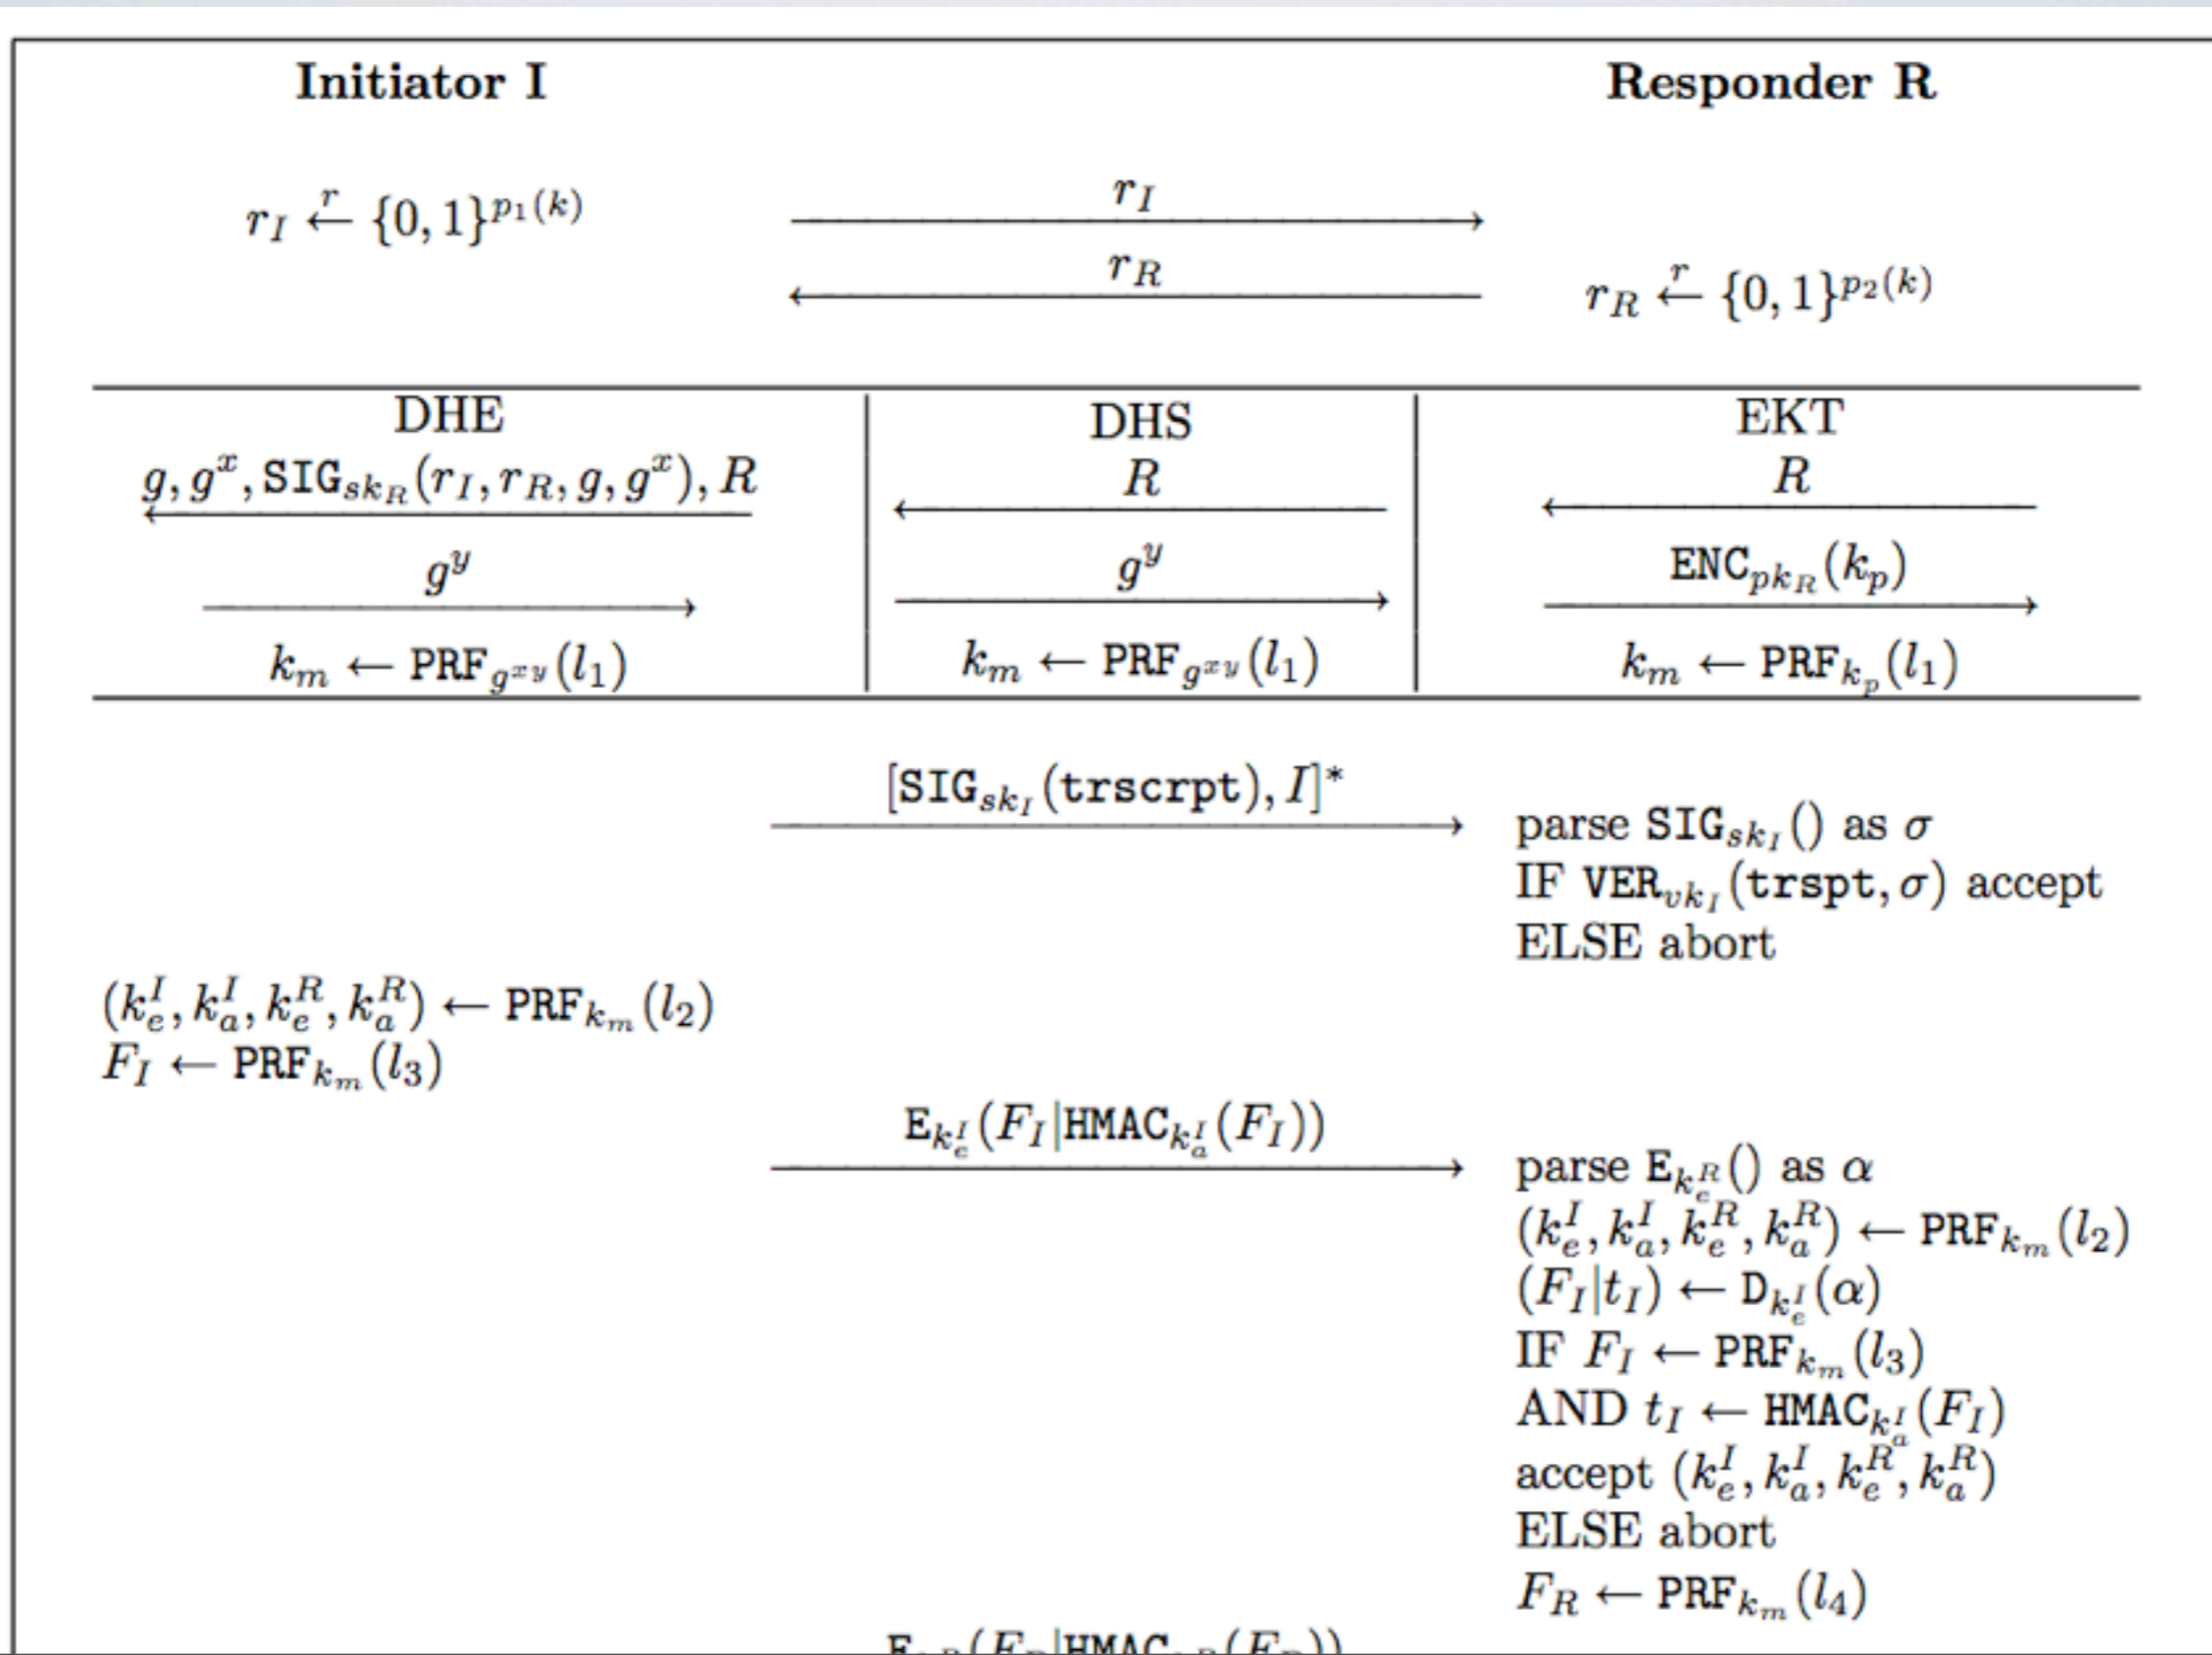 Initiator I
Responder R
r_I ←^r {0, 1}^{p_1(k)}
r_I
r_R
r_R ←^r {0, 1}^{p_2(k)}
DHE
g, g^x, SIG_{sk_R}(r_I, r_R, g, g^x), R
g^y
k_m ← PRF_{g^{xy}}(l_1)
DHS
R
g^y
k_m ← PRF_{g^{xy}}(l_1)
EKT
R
ENC_{pk_R}(k_p)
k_m ← PRF_{k_p}(l_1)
[SIG_{sk_I}(trscrpt), I]*
parse SIG_{sk_I}() as σ
IF VER_{vk_I}(trspt, σ) accept
ELSE abort
(k_e^I, k_a^I, k_e^R, k_a^R) ← PRF_{k_m}(l_2)
F_I ← PRF_{k_m}(l_3)
E_{k_e^I}(F_I|HMAC_{k_a^I}(F_I))
parse E_{k_e^R}() as α
(k_e^I, k_a^I, k_e^R, k_a^R) ← PRF_{k_m}(l_2)
(F_I|t_I) ← D_{k_e^I}(α)
IF F_I ← PRF_{k_m}(l_3)
AND t_I ← HMAC_{k_a^I}(F_I)
accept (k_e^I, k_a^I, k_e^R, k_a^R)
ELSE abort
F_R ← PRF_{k_m}(l_4)